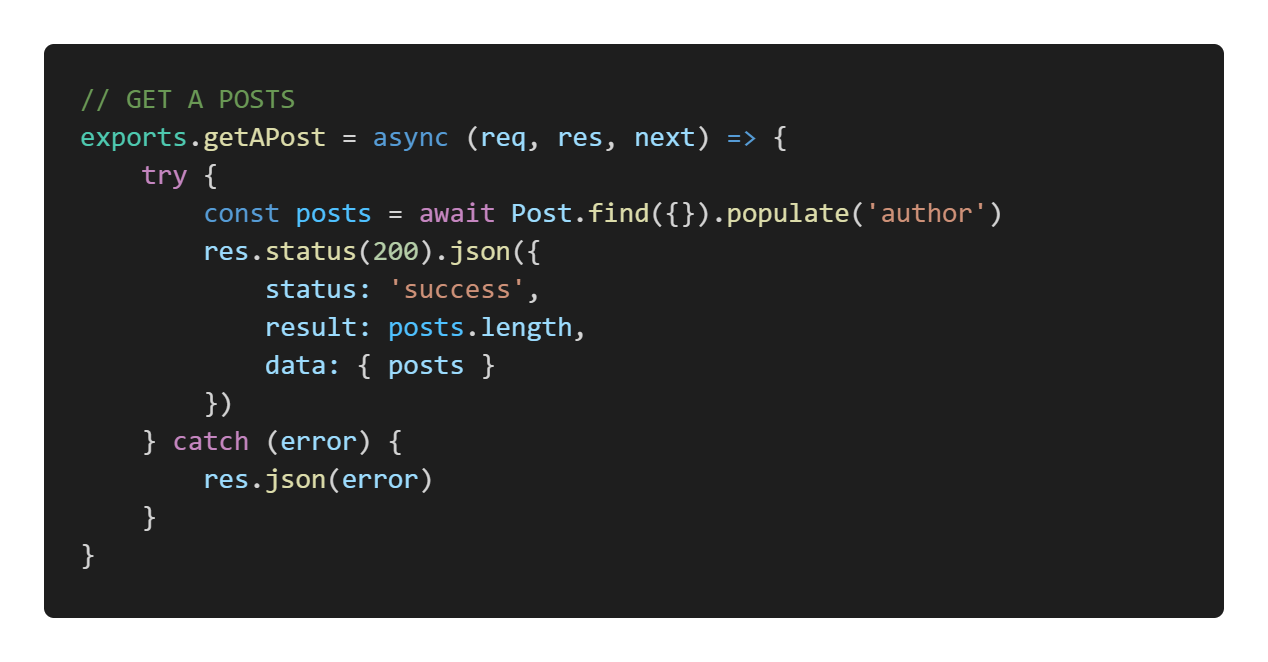 // GET A POSTS
exports.getAPost = async (req, res, next) => {
    try {
        const posts = await Post.find({}).populate('author')
        res.status(200).json({
            status: 'success',
            result: posts.length,
            data: { posts }
        })
    } catch (error) {
        res.json(error)
    }
}